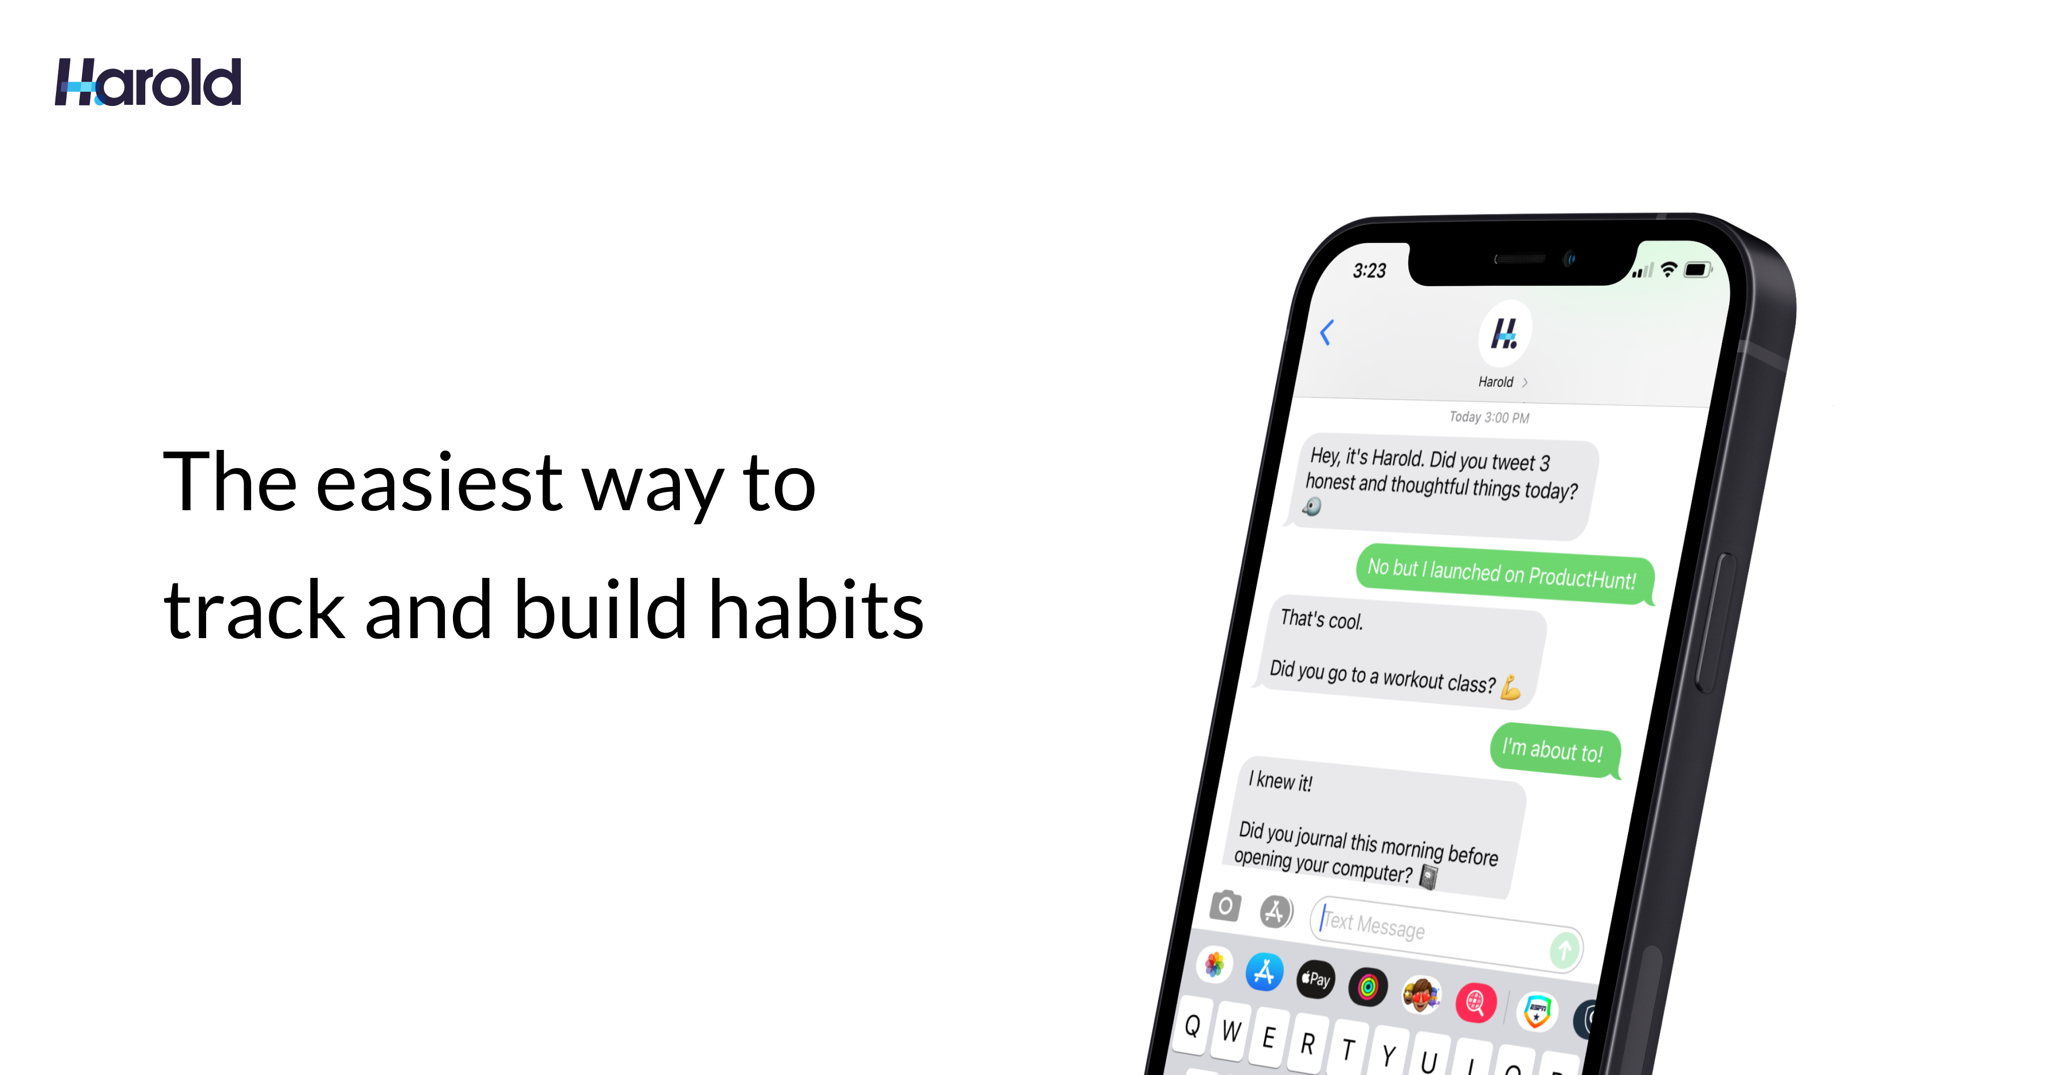 Harold
The easiest way to
track and build habits
3:23
H.
Harold
Today 3:00 PM
Hey, it's Harold. Did you tweet 3
honest and thoughtful things today?
No but I launched on ProductHunt!
That's cool.
Did you go to a workout class? 💪
I'm about to!
I knew it!
Did you journal this morning before
opening your computer? 📓
Text Message
Pay
ESPN
Q W E R T Y U I O P